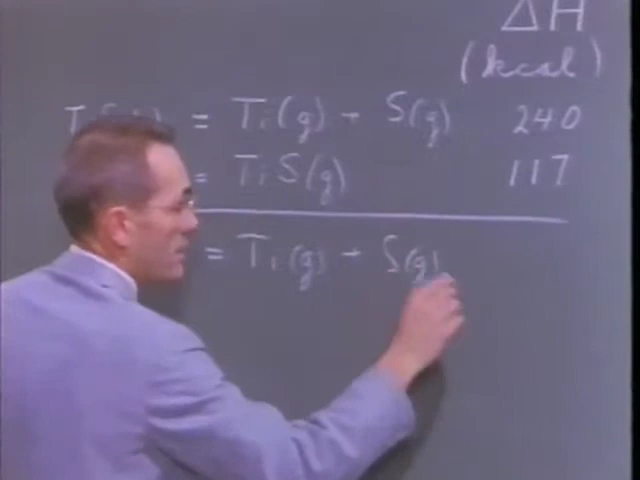 ΔH
(kcal)
= Ti(g) + S(g) 240
= TiS(g) 117
= Ti(g) + S(g)